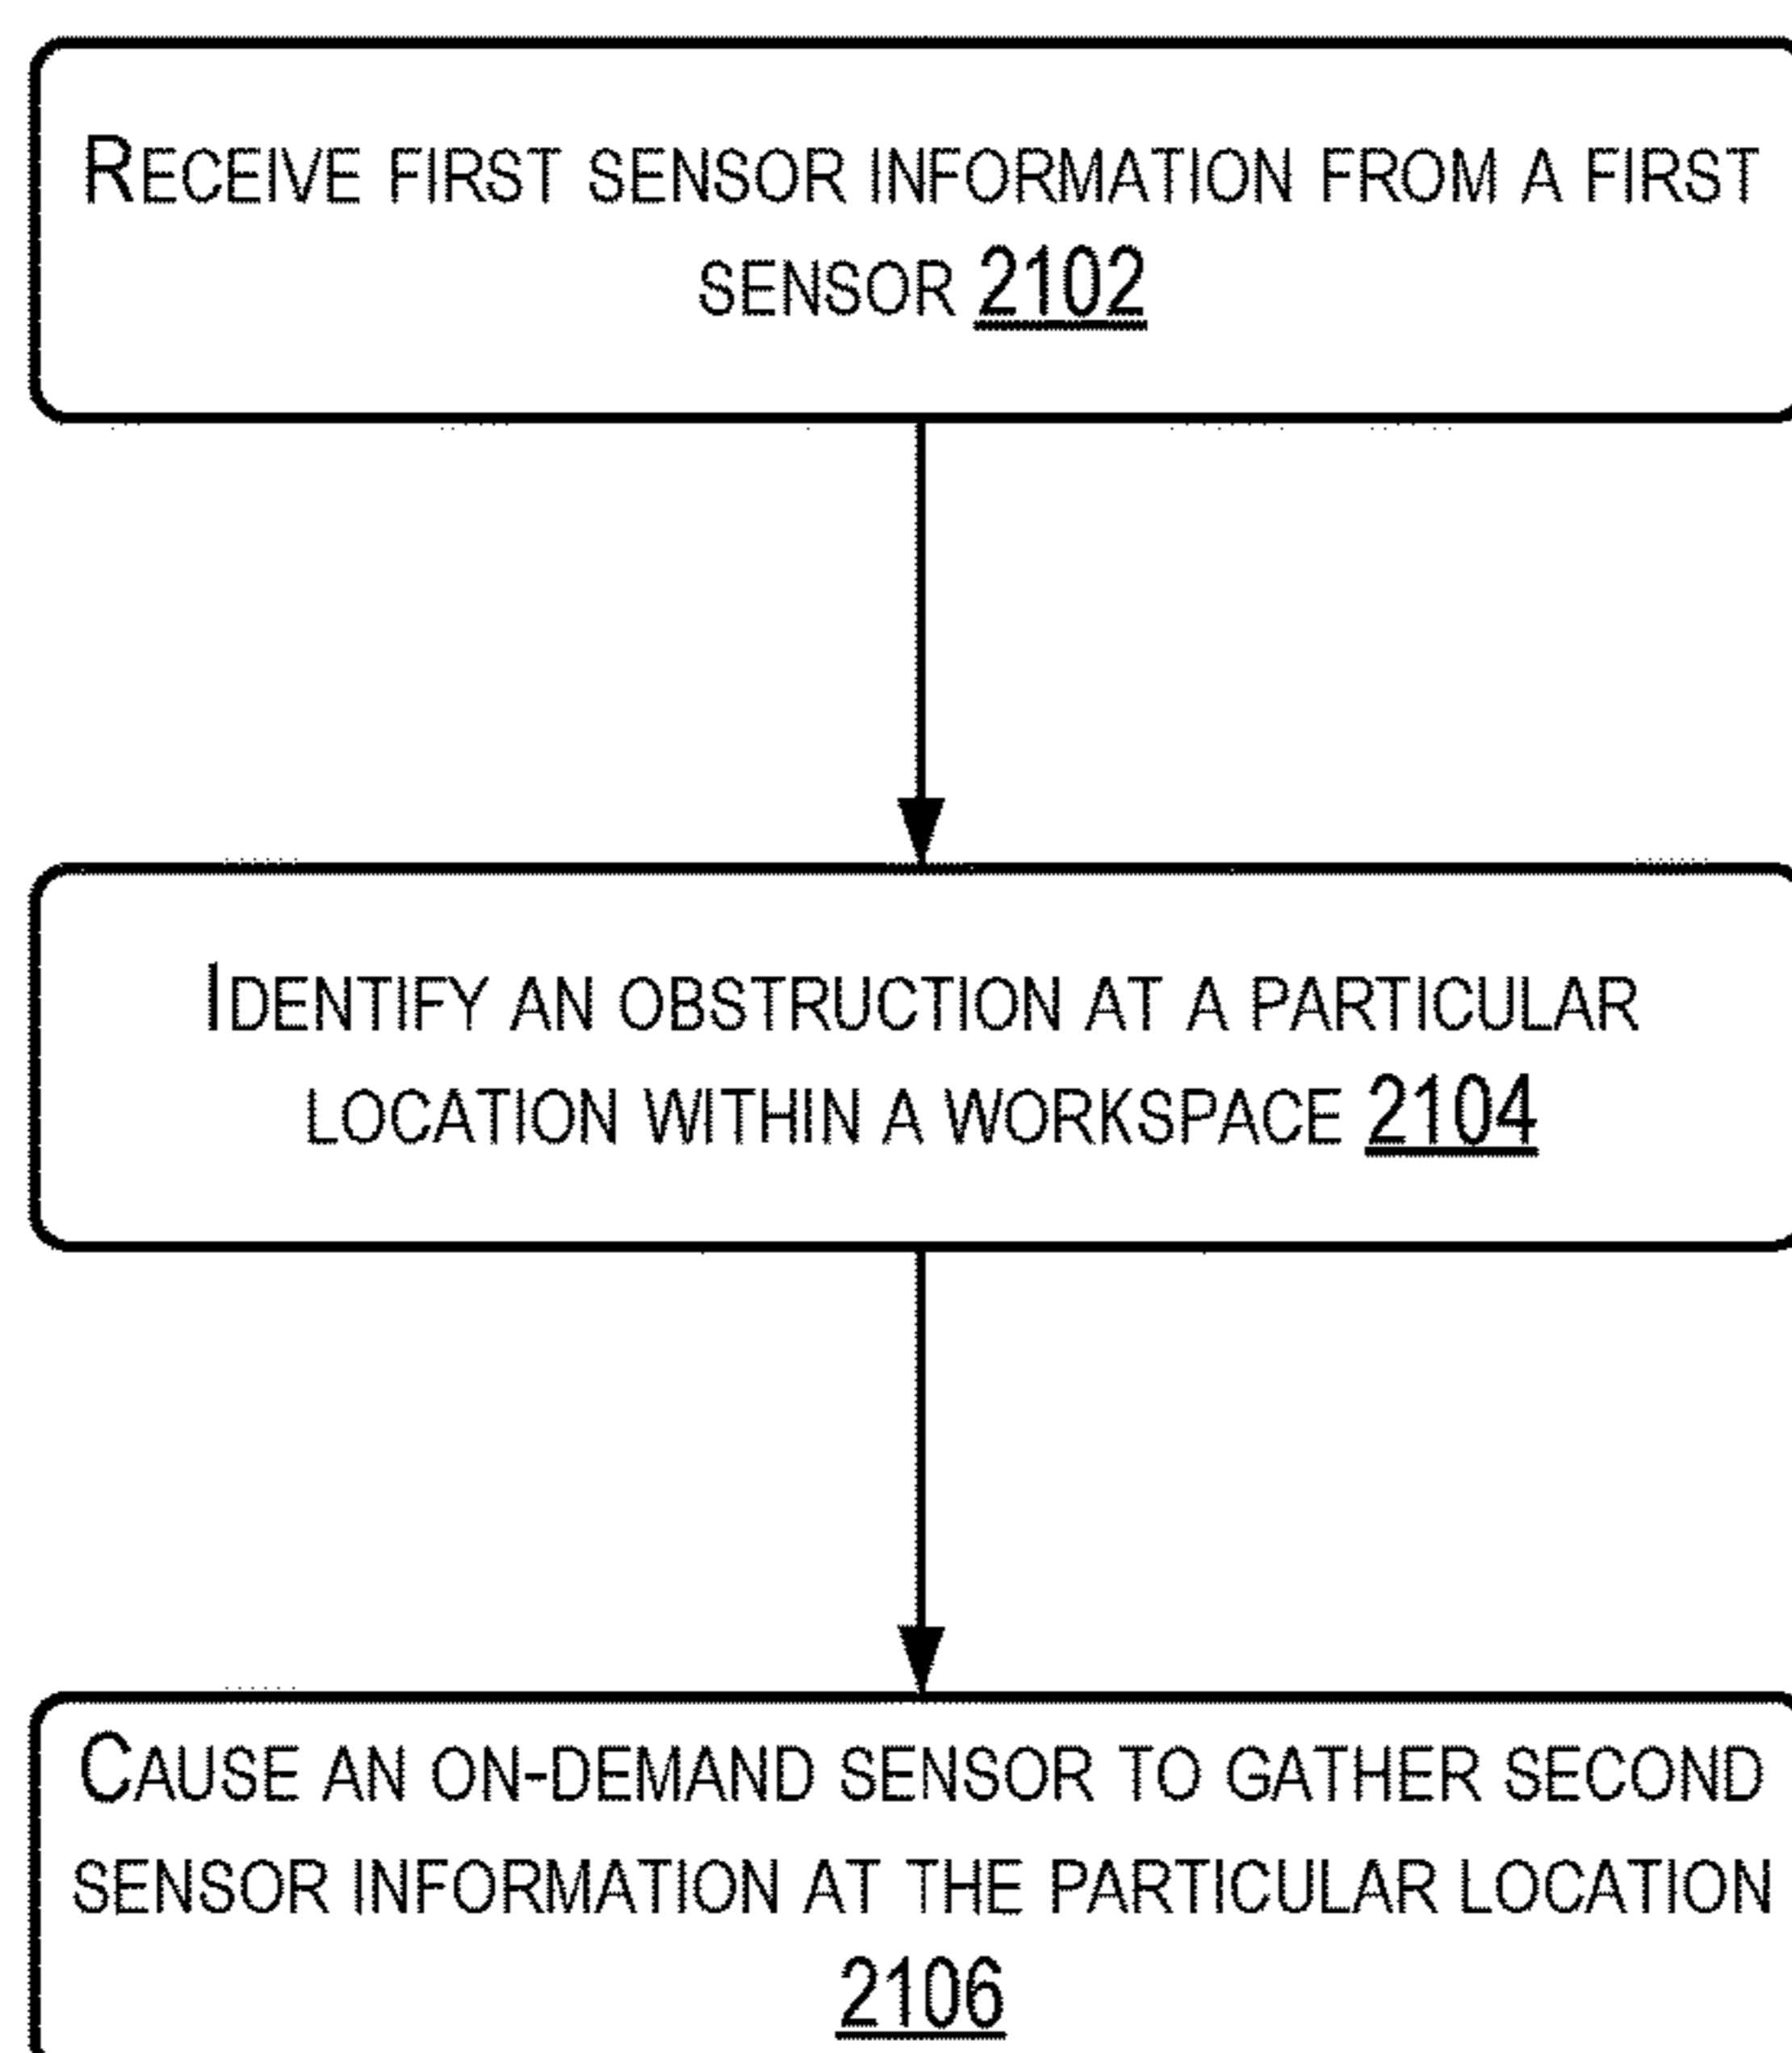 RECEIVE FIRST SENSOR INFORMATION FROM A FIRST
SENSOR 2102
IDENTIFY AN OBSTRUCTION AT A PARTICULAR
LOCATION WITHIN A WORKSPACE 2104
CAUSE AN ON-DEMAND SENSOR TO GATHER SECOND
SENSOR INFORMATION AT THE PARTICULAR LOCATION
2106